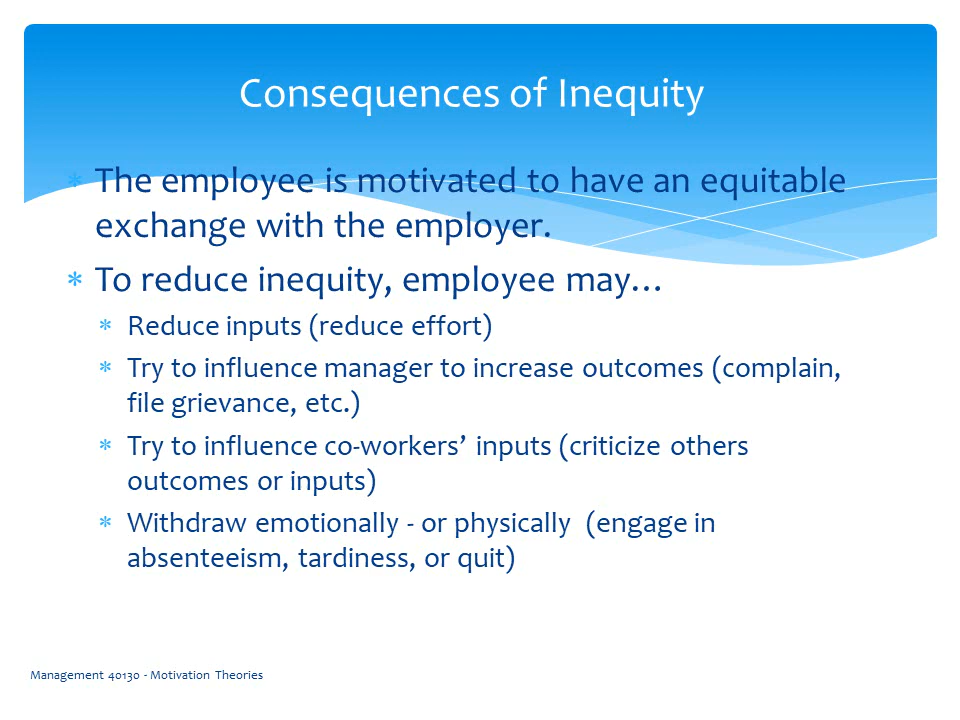 Consequences of Inequity
* The employee is motivated to have an equitable
exchange with the employer.
* To reduce inequity, employee may…
* Reduce inputs (reduce effort)
* Try to influence manager to increase outcomes (complain,
file grievance, etc.)
* Try to influence co-workers’ inputs (criticize others
outcomes or inputs)
* Withdraw emotionally - or physically (engage in
absenteeism, tardiness, or quit)
Management 40130 - Motivation Theories